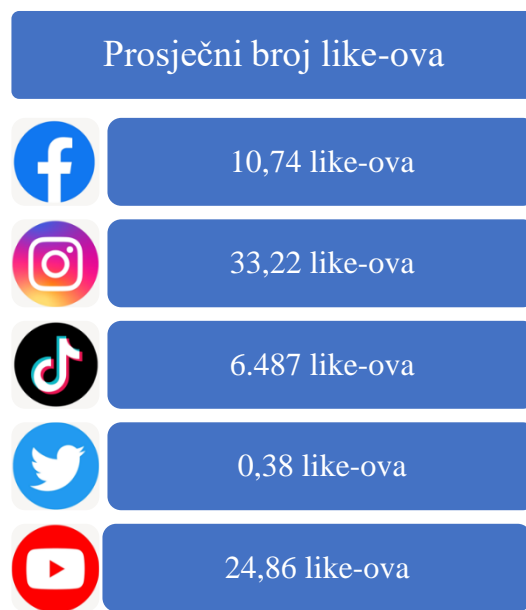 Prosječni broj like-ova
10,74 like-ova
33,22 like-ova
6.487 like-ova
0,38 like-ova
24,86 like-ova